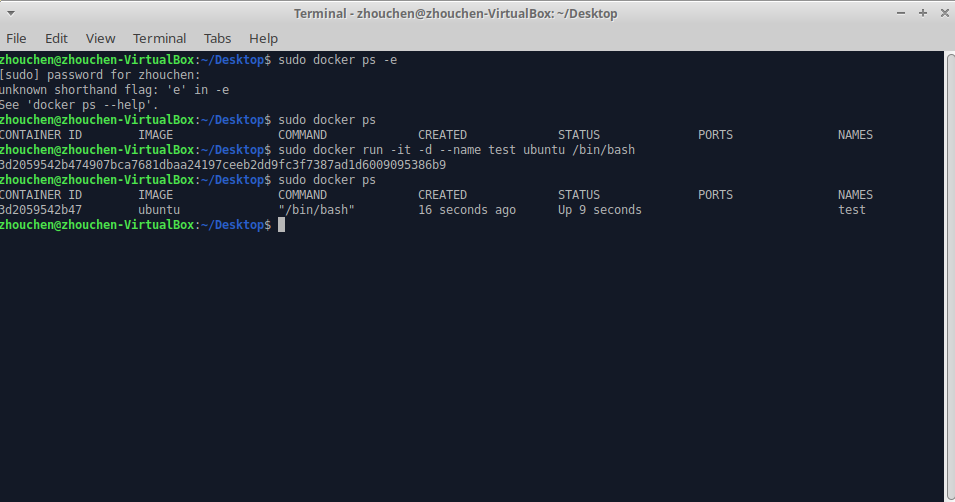 Terminal - zhouchen@zhouchen-VirtualBox: ~/Desktop
File Edit View Terminal Tabs Help
zhouchen@zhouchen-VirtualBox:~/Desktop$ sudo docker ps -e
[sudo] password for zhouchen:
unknown shorthand flag: 'e' in -e
See 'docker ps --help'.
zhouchen@zhouchen-VirtualBox:~/Desktop$ sudo docker ps
CONTAINER ID IMAGE COMMAND CREATED STATUS PORTS NAMES
zhouchen@zhouchen-VirtualBox:~/Desktop$ sudo docker run -it -d --name test ubuntu /bin/bash
3d2059542b474907bca7681dbaa24197ceeb2dd9fc3f7387ad1d6009095386b9
zhouchen@zhouchen-VirtualBox:~/Desktop$ sudo docker ps
CONTAINER ID IMAGE COMMAND CREATED STATUS PORTS NAMES
3d2059542b47 ubuntu "/bin/bash" 16 seconds ago Up 9 seconds test
zhouchen@zhouchen-VirtualBox:~/Desktop$